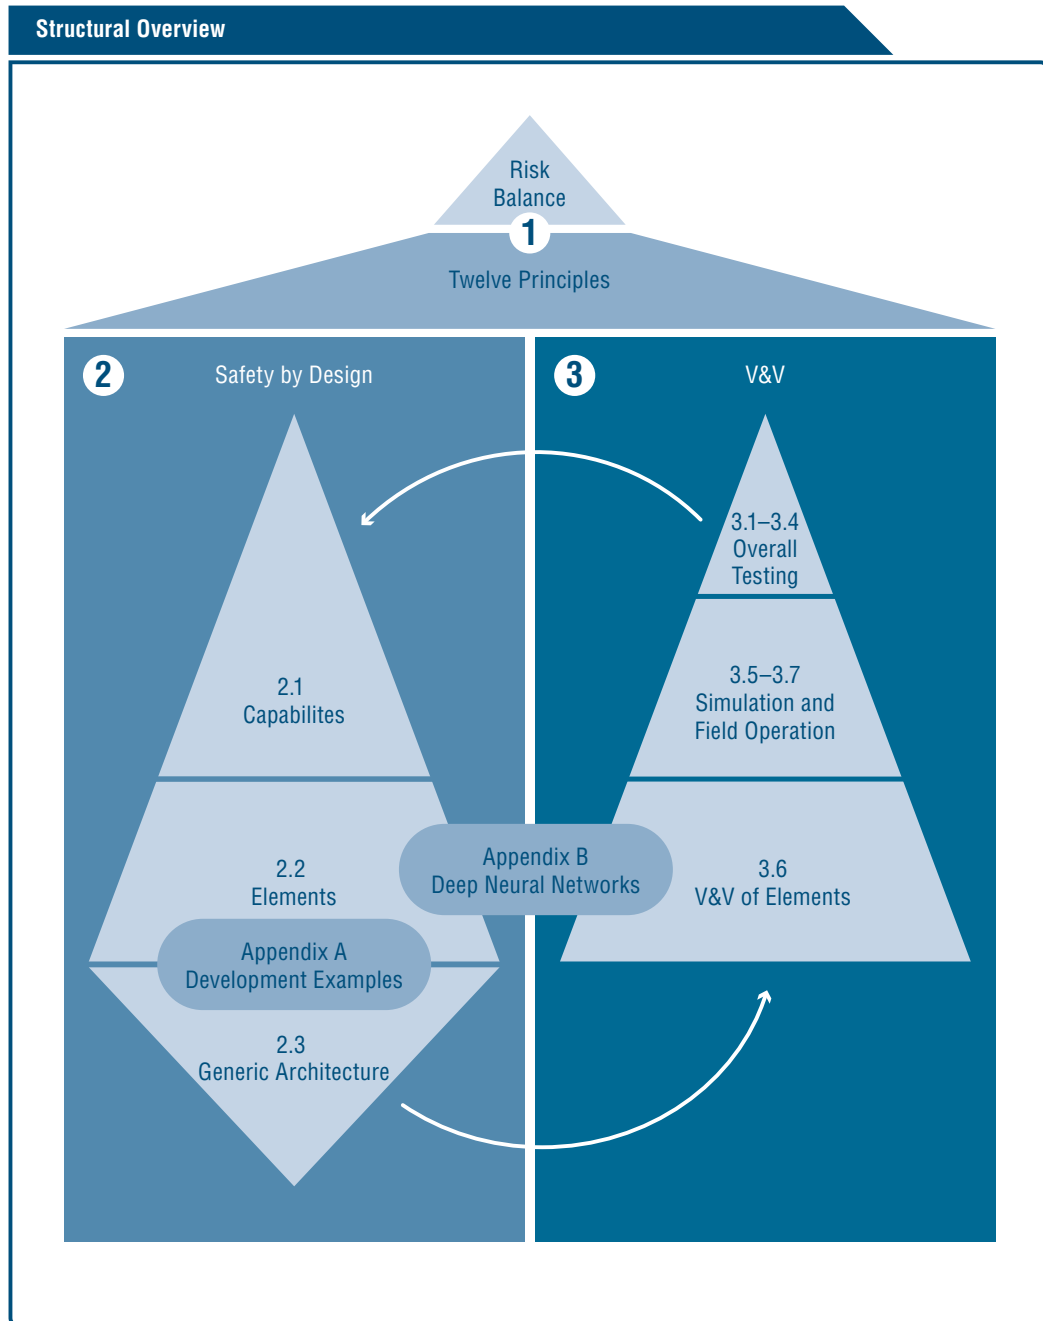 Structural Overview
Risk
Balance
1
Twelve Principles
2
Safety by Design
2.1
Capabilites
2.2
Elements
Appendix A
Development Examples
2.3
Generic Architecture
Appendix B
Deep Neural Networks
3
V&V
3.1–3.4
Overall
Testing
3.5–3.7
Simulation and
Field Operation
3.6
V&V of Elements